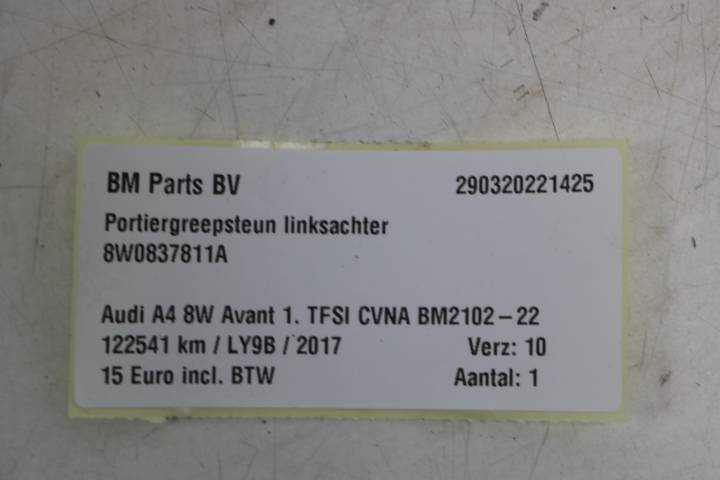 BM Parts BV 290320221425
Portiergreepsteun linksachter
8W0837811A
Audi A4 8W Avant 1. TFSI CVNA BM2102-22
122541 km / LY9B / 2017 Verz: 10
15 Euro incl. BTW Aantal: 1